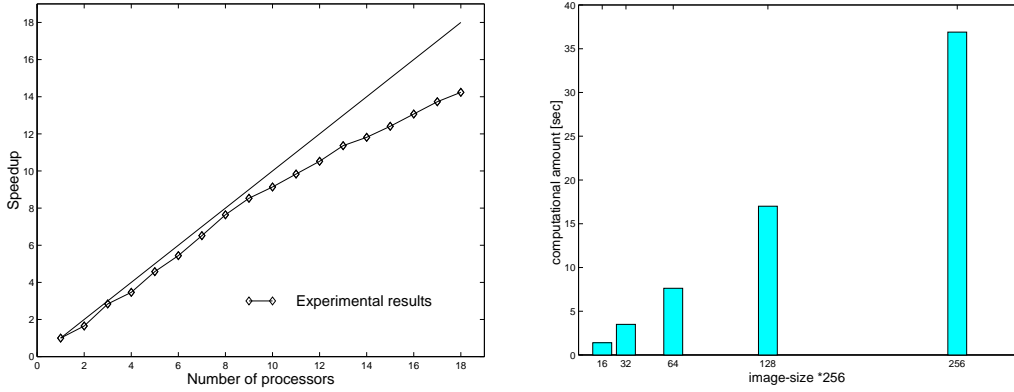 18
16
14
12
10
8
6
4
2
0
Speedup
0 2 4 6 8 10 12 14 16 18
Number of processors
Experimental results
40
35
30
25
20
15
10
5
0
computational amount [sec]
16 32 64 128 256
image-size *256